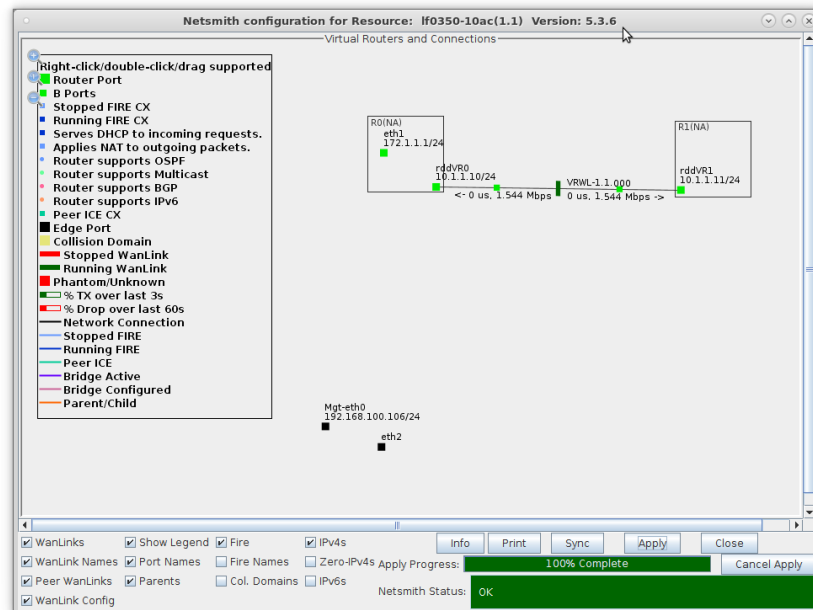 Netsmith configuration for Resource: lf0350-10ac(1.1) Version: 5.3.6
Virtual Routers and Connections
Right-click/double-click/drag supported
Router Port
B Ports
Stopped FIRE CX
Running FIRE CX
Serves DHCP to incoming requests.
Applies NAT to outgoing packets.
Router supports OSPF
Router supports Multicast
Router supports BGP
Router supports IPv6
Peer ICE CX
Edge Port
Collision Domain
Stopped WanLink
Running WanLink
Phantom/Unknown
% TX over last 3s
% Drop over last 60s
Network Connection
Stopped FIRE
Running FIRE
Peer ICE
Bridge Active
Bridge Configured
Parent/Child
R0(NA)
eth1
172.1.1.1/24
rddVR0
10.1.1.10/24
VRWL-1.1.000
<- 0 us, 1.544 Mbps
0 us, 1.544 Mbps ->
R1(NA)
rddVR1
10.1.1.11/24
Mgt-eth0
192.168.100.106/24
eth2
WanLinks Show Legend Fire IPv4s Info Print Sync Apply Close
WanLink Names Port Names Fire Names Zero-IPv4s Apply Progress: 100% Complete Cancel Apply
Peer WanLinks Parents Col. Domains IPv6s Netsmith Status: OK
WanLink Config